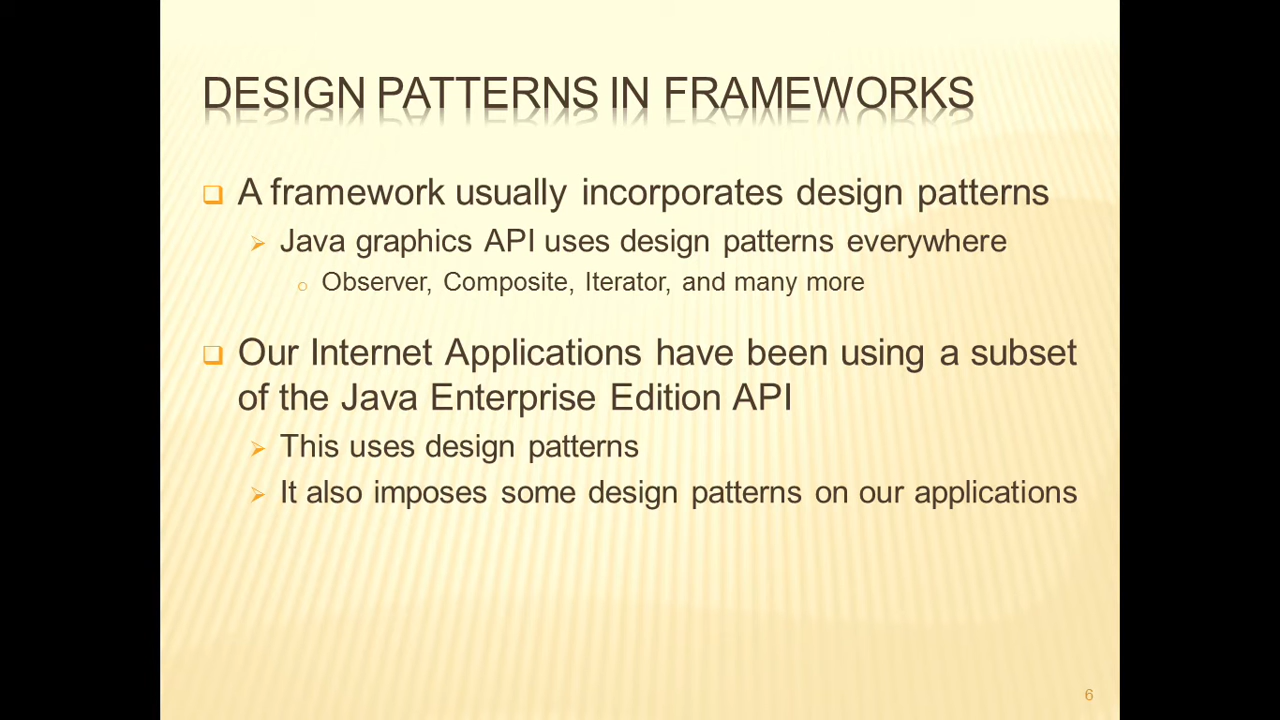 DESIGN PATTERNS IN FRAMEWORKS
A framework usually incorporates design patterns
Java graphics API uses design patterns everywhere
Observer, Composite, Iterator, and many more
Our Internet Applications have been using a subset
of the Java Enterprise Edition API
This uses design patterns
It also imposes some design patterns on our applications
6